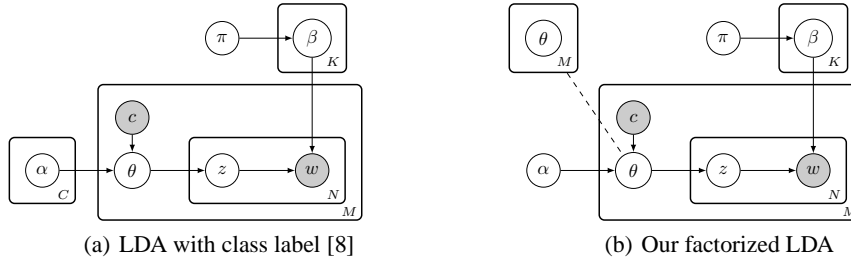 π β K
c
α C θ z w N M
(a) LDA with class label [8]
θ M
π β K
c
α θ z w N M
(b) Our factorized LDA